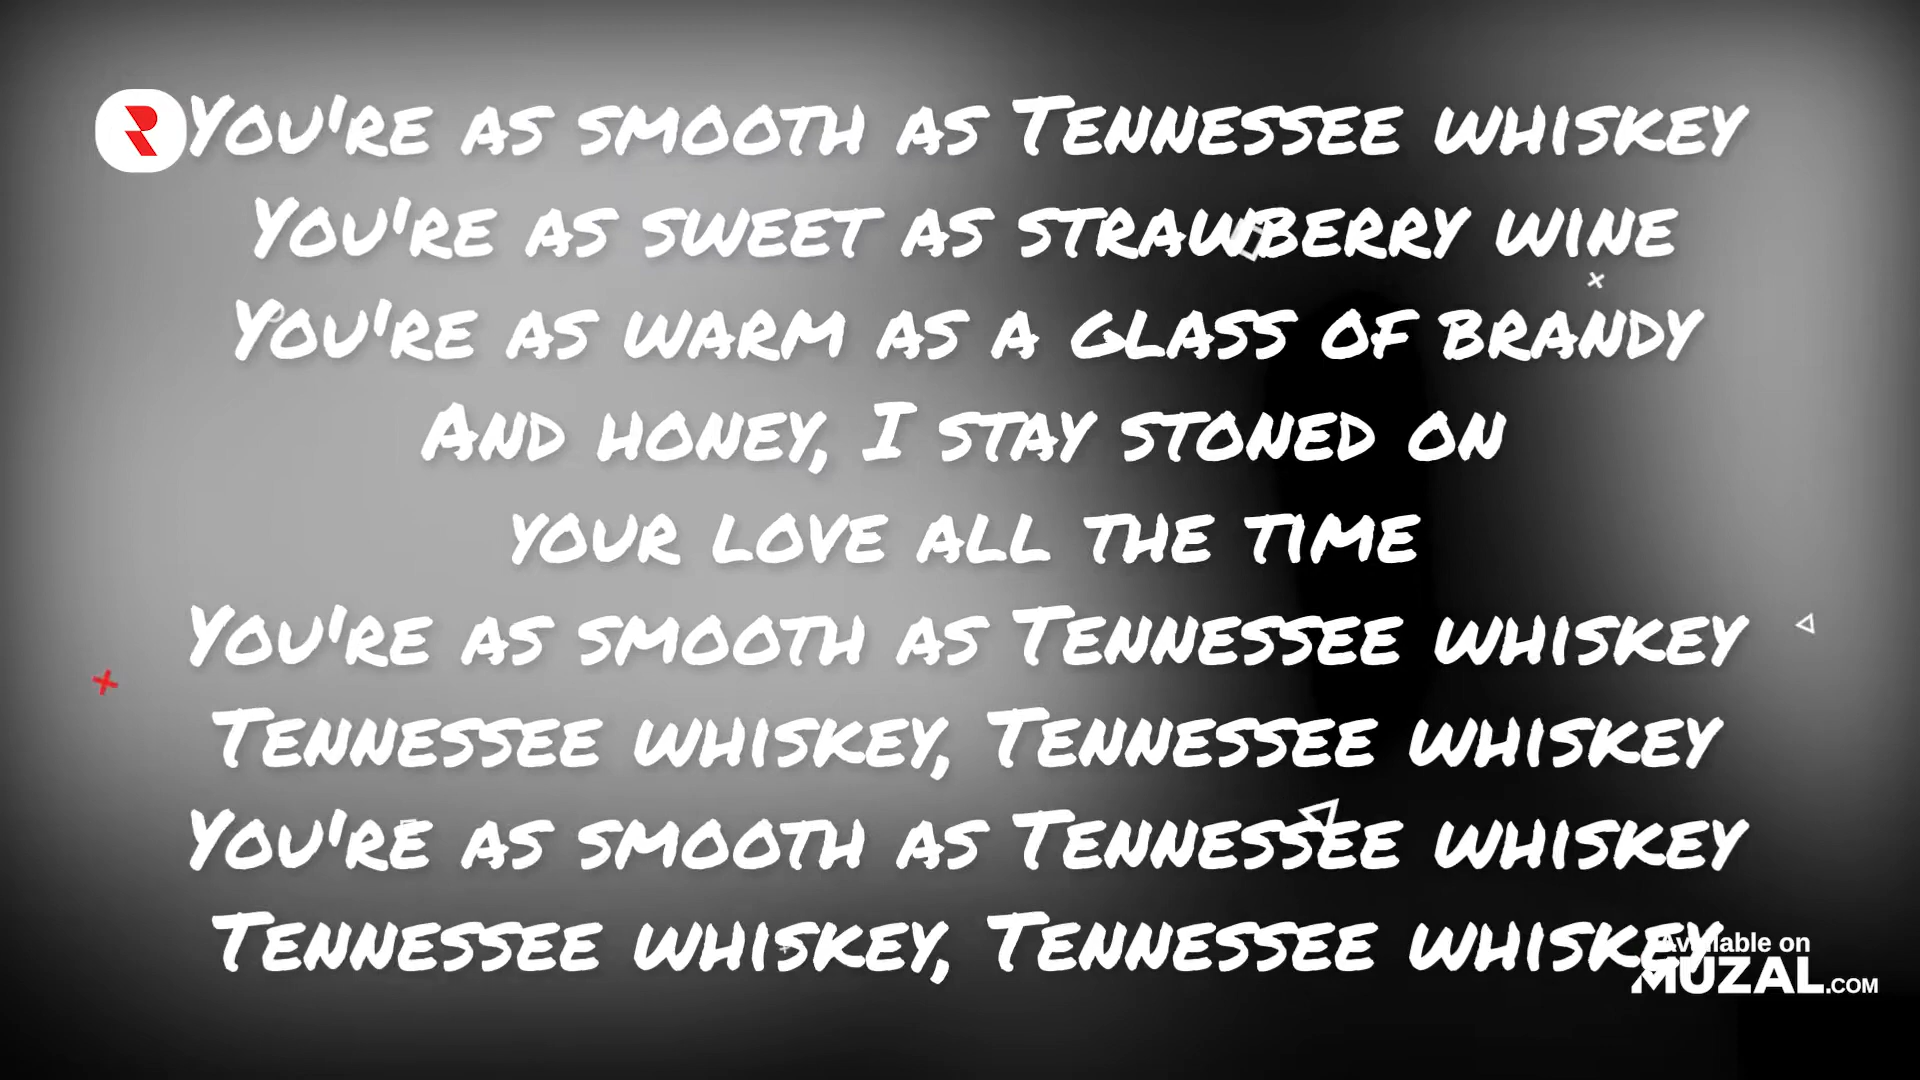 You're as smooth as Tennessee whiskey
You're as sweet as strawberry wine
You're as warm as a glass of brandy
And honey, I stay stoned on
your love all the time
You're as smooth as Tennessee whiskey
Tennessee whiskey, Tennessee whiskey
You're as smooth as Tennessee whiskey
Tennessee whiskey, Tennessee whiskey
Available on
MUZAL.COM